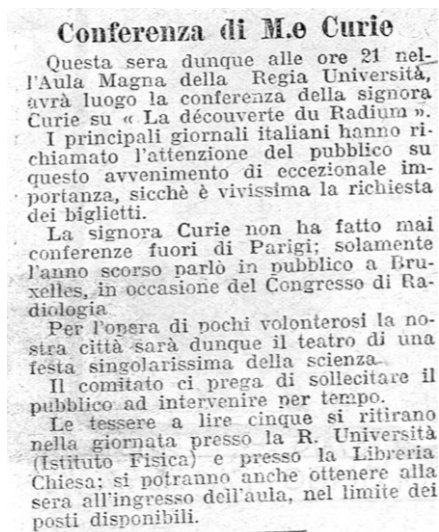 Conferenza di M.e Curie
Questa sera dunque alle ore 21 nel-
l'Aula Magna della Regia Università,
avrà luogo la conferenza della signora
Curie su « La découverte du Radium ».
I principali giornali italiani hanno ri-
chiamato l'attenzione del pubblico su
questo avvenimento di eccezionale im-
portanza, sicchè è vivissima la richiesta
dei biglietti.
La signora Curie non ha fatto mai
conferenze fuori di Parigi; solamente
l'anno scorso parlò in pubblico a Bru-
xelles, in occasione del Congresso di Ra-
diologia
Per l'opera di pochi volonterosi la no-
stra città sarà dunque il teatro di una
festa singolarissima della scienza.
Il comitato ci prega di sollecitare il
pubblico ad intervenire per tempo.
Le tessere a lire cinque si ritirano
nella giornata presso la R. Università
(Istituto Fisica) e presso la Libreria
Chiesa; si potranno anche ottenere alla
sera all'ingresso dell'aula, nel limite dei
posti disponibili.